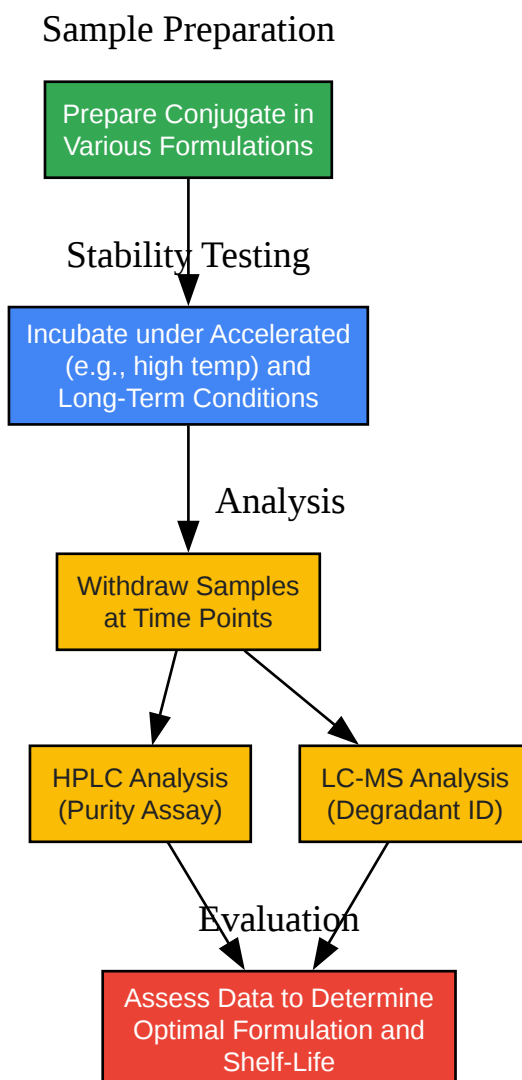 Sample Preparation
Prepare Conjugate in
Various Formulations
Stability Testing
Incubate under Accelerated
(e.g., high temp) and
Long-Term Conditions
Analysis
Withdraw Samples
at Time Points
HPLC Analysis
(Purity Assay)
LC-MS Analysis
(Degradant ID)
Evaluation
Assess Data to Determine
Optimal Formulation and
Shelf-Life